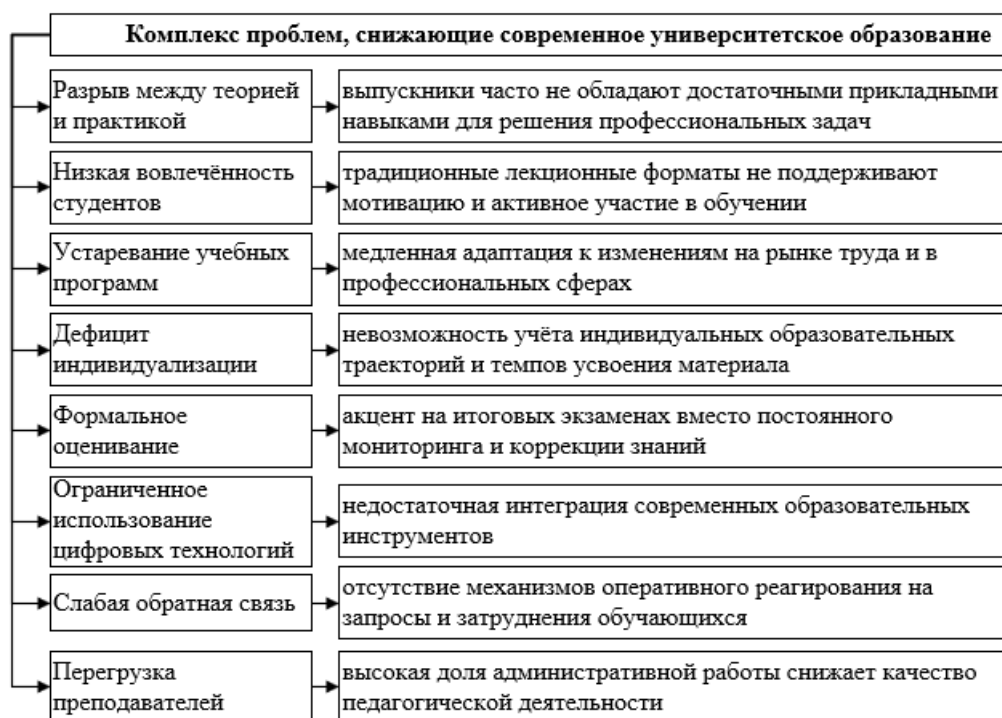 Комплекс проблем, снижающие современное университетское образование
Разрыв между теорией
и практикой
выпускники часто не обладают достаточными прикладными
навыками для решения профессиональных задач
Низкая вовлечённость
студентов
традиционные лекционные форматы не поддерживают
мотивацию и активное участие в обучении
Устаревание учебных
программ
медленная адаптация к изменениям на рынке труда и в
профессиональных сферах
Дефицит
индивидуализации
невозможность учёта индивидуальных образовательных
траекторий и темпов усвоения материала
Формальное
оценивание
акцент на итоговых экзаменах вместо постоянного
мониторинга и коррекции знаний
Ограниченное
использование
цифровых технологий
недостаточная интеграция современных образовательных
инструментов
Слабая обратная связь
отсутствие механизмов оперативного реагирования на
запросы и затруднения обучающихся
Перегрузка
преподавателей
высокая доля административной работы снижает качество
педагогической деятельности